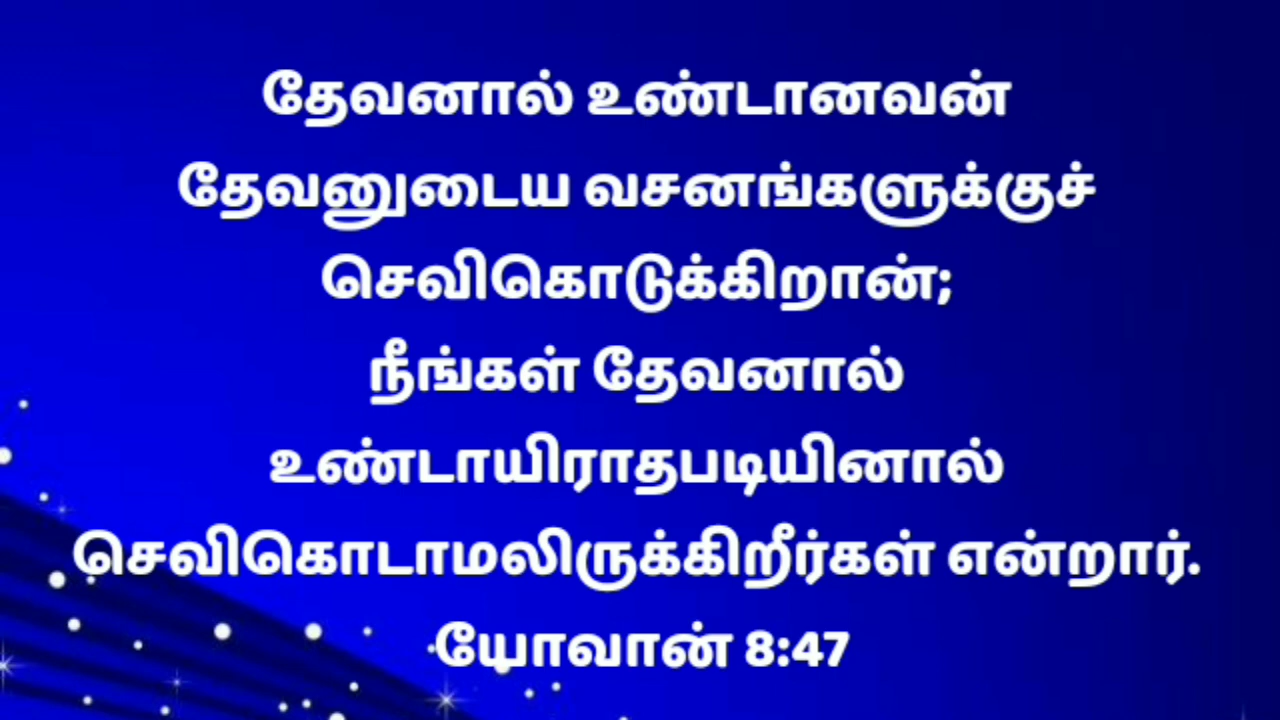 தேவனால் உண்டானவன்
தேவனுடைய வசனங்களுக்குச்
செவிகொடுக்கிறான்;
நீங்கள் தேவனால்
உண்டாயிராதபடியினால்
செவிகொடாமலிருக்கிறீர்கள் என்றார்.
யோவான் 8:47